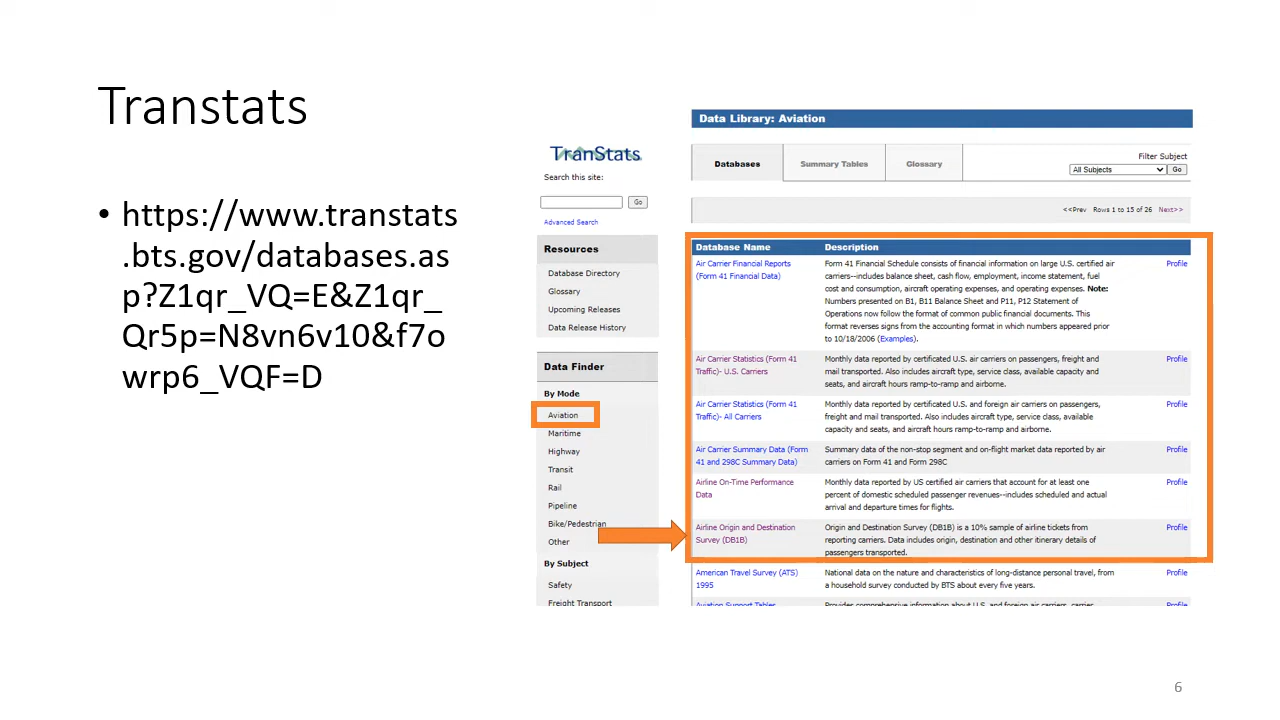 Transtats
• https://www.transtats
.bts.gov/databases.as
p?Z1qr_VQ=E&Z1qr_
Qr5p=N8vn6v10&f7o
wrp6_VQF=D
TranStats
Search this site:
Go
Advanced Search
Resources
Database Directory
Glossary
Upcoming Releases
Data Release History
Data Finder
By Mode
Aviation
Maritime
Highway
Transit
Rail
Pipeline
Bike/Pedestrian
Other
By Subject
Safety
Freight Transport
Data Library: Aviation
Databases Summary Tables Glossary
Filter Subject
All Subjects Go
<<Prev Rows 1 to 15 of 26 Next>>
Database Name Description
Air Carrier Financial Reports
(Form 41 Financial Data)
Form 41 Financial Schedule consists of financial information on large U.S. certified air
carriers--includes balance sheet, cash flow, employment, income statement, fuel
cost and consumption, aircraft operating expenses, and operating expenses. Note:
Numbers presented on B1, B11 Balance Sheet and P11, P12 Statement of
Operations now follow the format of common public financial documents. This
format reverses signs from the accounting format in which numbers appeared prior
to 10/18/2006 (Examples).
Profile
Air Carrier Statistics (Form 41
Traffic)- U.S. Carriers
Monthly data reported by certificated U.S. air carriers on passengers, freight and
mail transported. Also includes aircraft type, service class, available capacity and
seats, and aircraft hours ramp-to-ramp and airborne.
Profile
Air Carrier Statistics (Form 41
Traffic)- All Carriers
Monthly data reported by certificated U.S. and foreign air carriers on passengers,
freight and mail transported. Also includes aircraft type, service class, available
capacity and seats, and aircraft hours ramp-to-ramp and airborne.
Profile
Air Carrier Summary Data (Form
41 and 298C Summary Data)
Summary data of the non-stop segment and on-flight market data reported by air
carriers on Form 41 and Form 298C
Profile
Airline On-Time Performance
Data
Monthly data reported by US certified air carriers that account for at least one
percent of domestic scheduled passenger revenues--includes scheduled and actual
arrival and departure times for flights.
Profile
Airline Origin and Destination
Survey (DB1B)
Origin and Destination Survey (DB1B) is a 10% sample of airline tickets from
reporting carriers. Data includes origin, destination and other itinerary details of
passengers transported.
Profile
American Travel Survey (ATS)
1995
National data on the nature and characteristics of long-distance personal travel, from
a household survey conducted by BTS about every five years.
Profile
Aviation Support Tables
Provides comprehensive information about U.S. and foreign air carriers, carrier
Profile
6